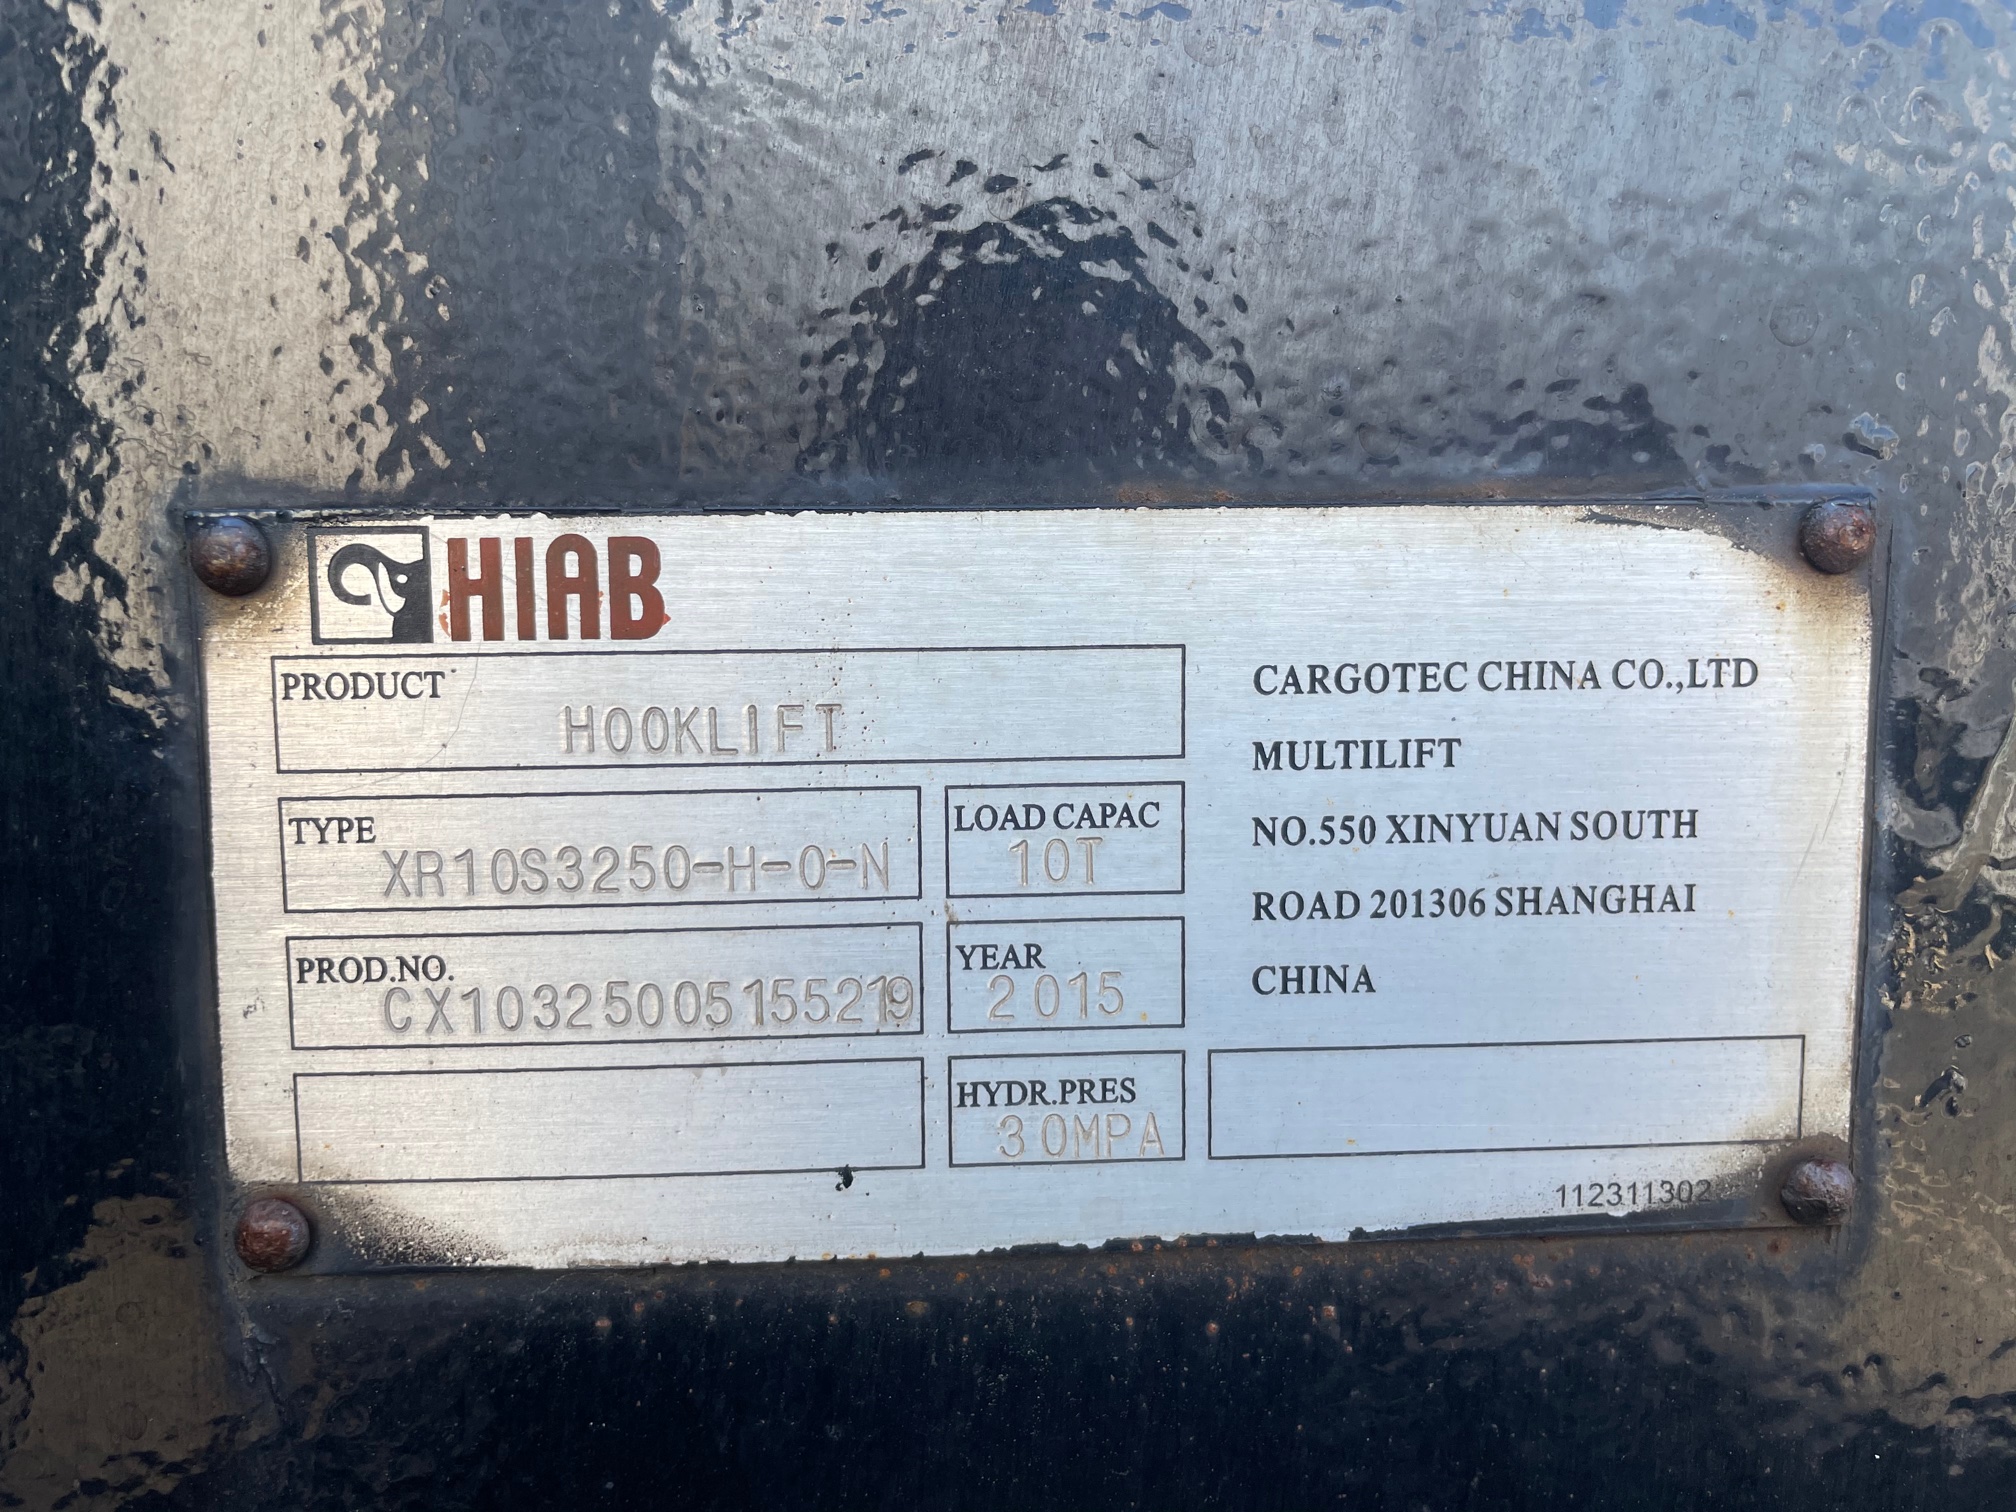 HIAB
PRODUCT
HOOKLIFT
TYPE
XR10S3250-H-0-N
LOAD CAPAC
10T
PROD.NO.
CX10325005155219
YEAR
2015
HYDR.PRES
30MPA
CARGOTEC CHINA CO.,LTD
MULTILIFT
NO.550 XINYUAN SOUTH
ROAD 201306 SHANGHAI
CHINA
112311302